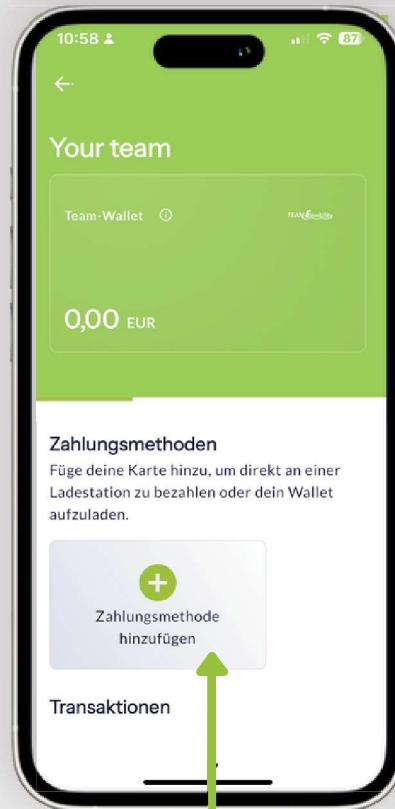 10:58
87
Your team
Team-Wallet
0,00 EUR
Zahlungsmethoden
Füge deine Karte hinzu, um direkt an einer
Ladestation zu bezahlen oder dein Wallet
aufzuladen.
Zahlungsmethode
hinzufügen
Transaktionen